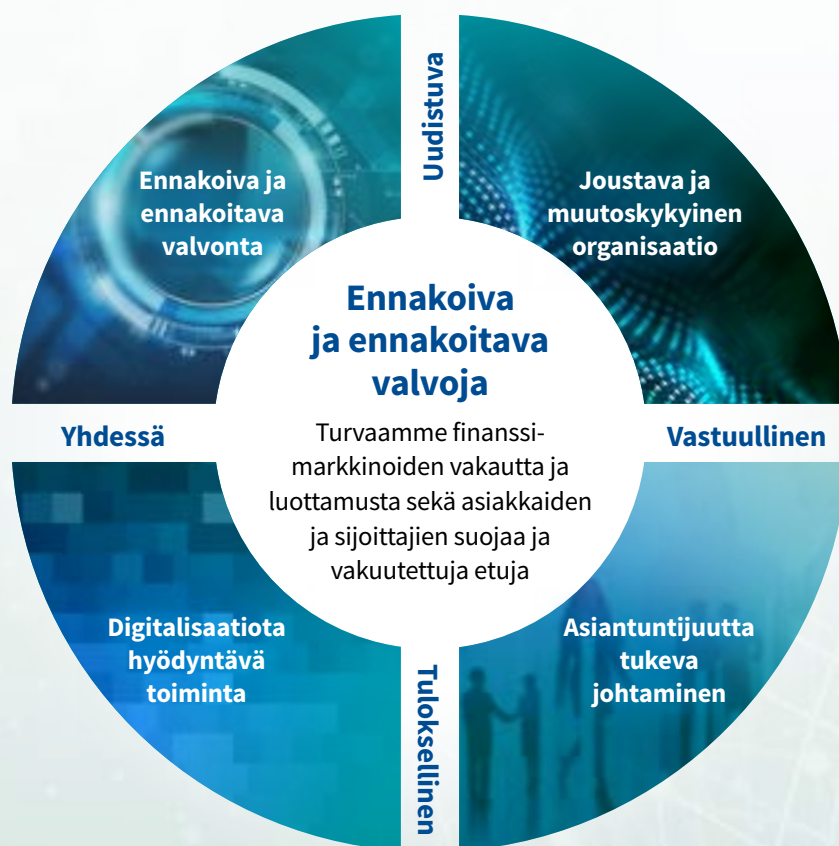 Uudistuva
Ennakoiva ja
ennakoitava
valvonta
Joustava ja
muutoskykyinen
organisaatio
Ennakoiva
ja ennakoitava
valvoja
Turvaamme finanssi-
markkinoiden vakautta ja
luottamusta sekä asiakkaiden
ja sijoittajien suojaa ja
vakuutettuja etuja
Yhdessä
Vastuullinen
Digitalisaatiota
hyödyntävä
toiminta
Asiantuntijuutta
tukeva
johtaminen
Tuloksellinen